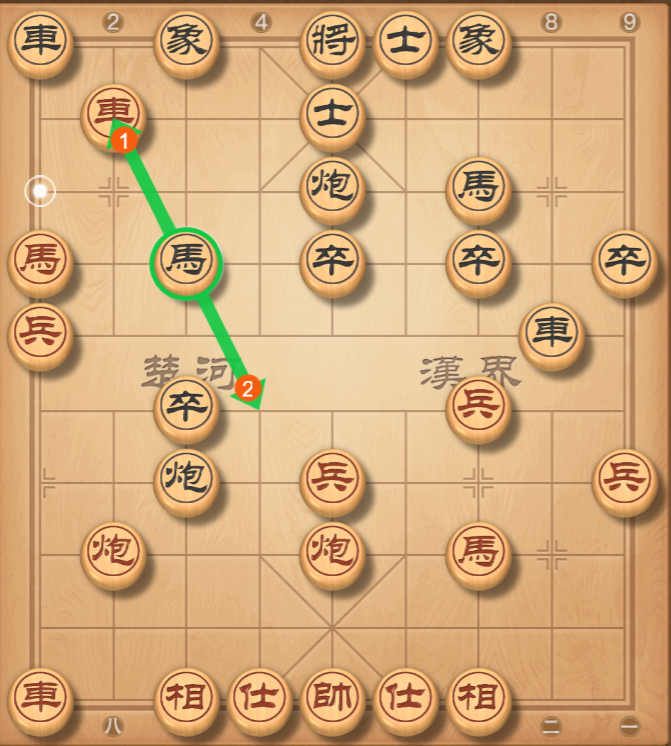 車 2 象 4 將 士 象 8 9
車 1 士
炮 馬
馬 馬 卒 卒 卒
兵 車
楚 河 2 漢 界
卒 兵
炮 兵 兵
炮 炮 馬
車 八 相 仕 帥 仕 相 二 一